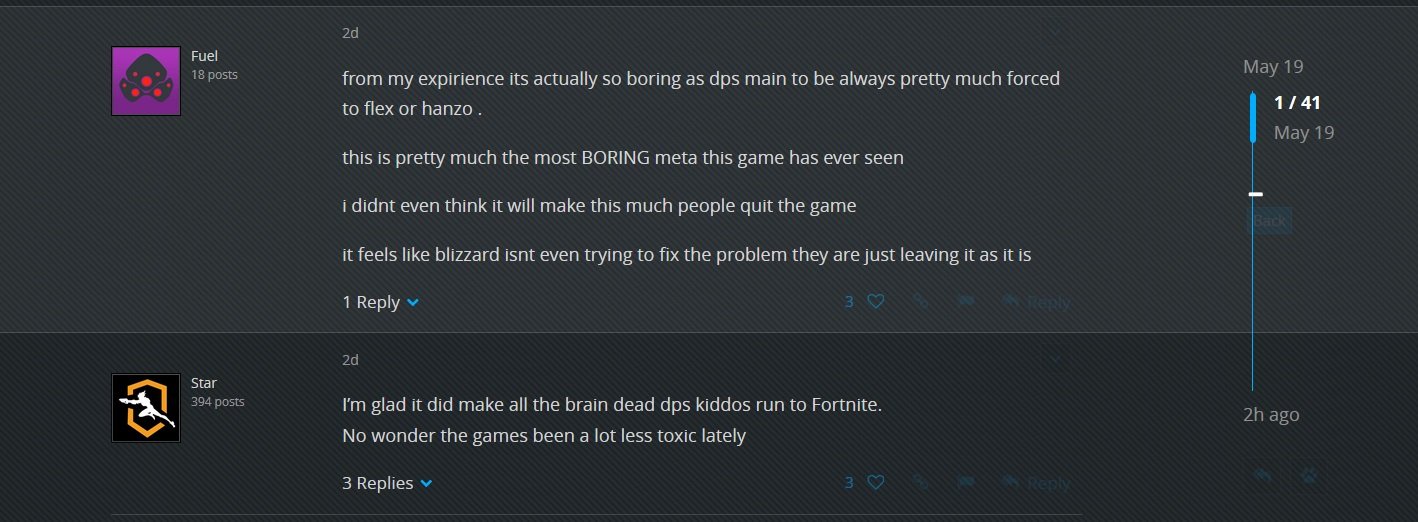 2d
Fuel
18 posts
from my expirience its actually so boring as dps main to be always pretty much forced
to flex or hanzo .
this is pretty much the most BORING meta this game has ever seen
i didnt even think it will make this much people quit the game
it feels like blizzard isnt even trying to fix the problem they are just leaving it as it is
1 Reply
3
Reply
2d
Star
394 posts
I'm glad it did make all the brain dead dps kiddos run to Fortnite.
No wonder the games been a lot less toxic lately
3 Replies
3
Reply
May 19
1 / 41
May 19
Back
2h ago